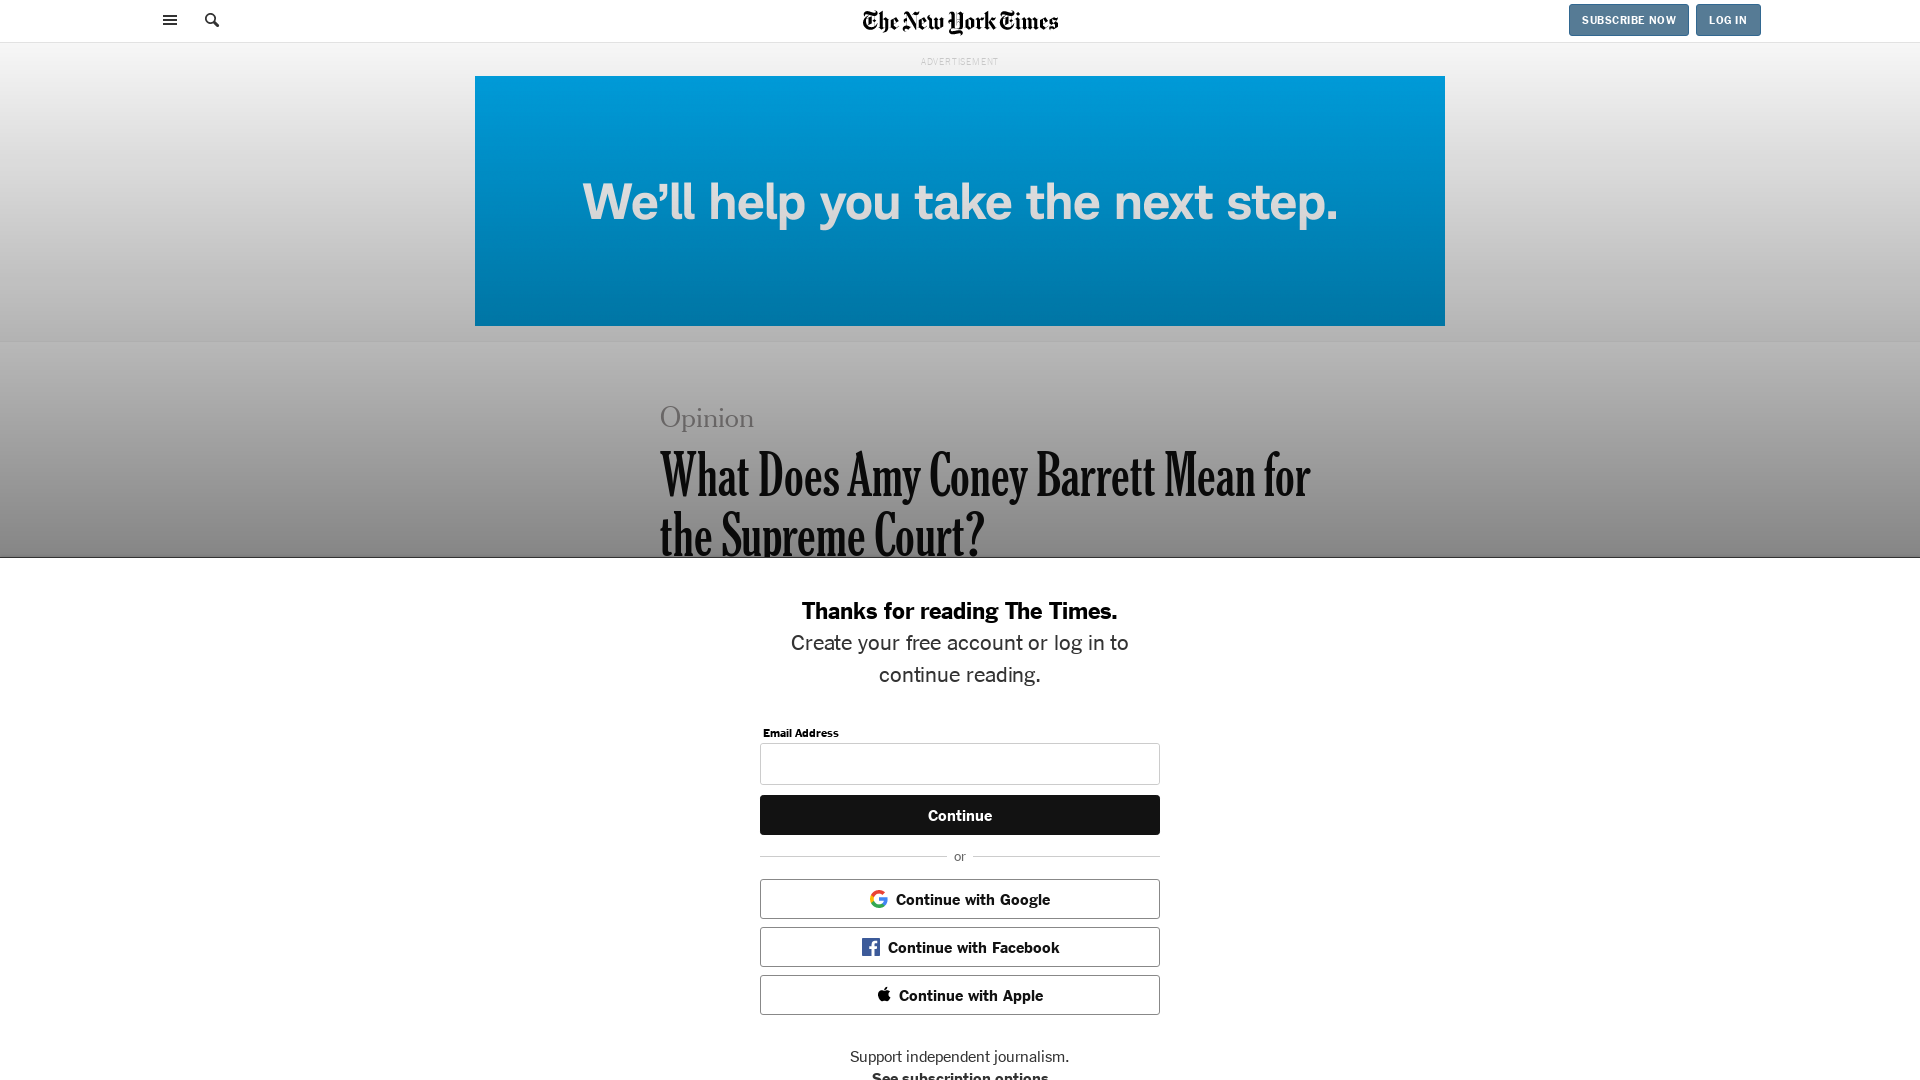 The New York Times
SUBSCRIBE NOW
LOG IN
ADVERTISEMENT
We'll help you take the next step.
Opinion
What Does Amy Coney Barrett Mean for
the Supreme Court?
Thanks for reading The Times.
Create your free account or log in to
continue reading.
Email Address
Continue
or
Continue with Google
Continue with Facebook
Continue with Apple
Support independent journalism.
See subscription options